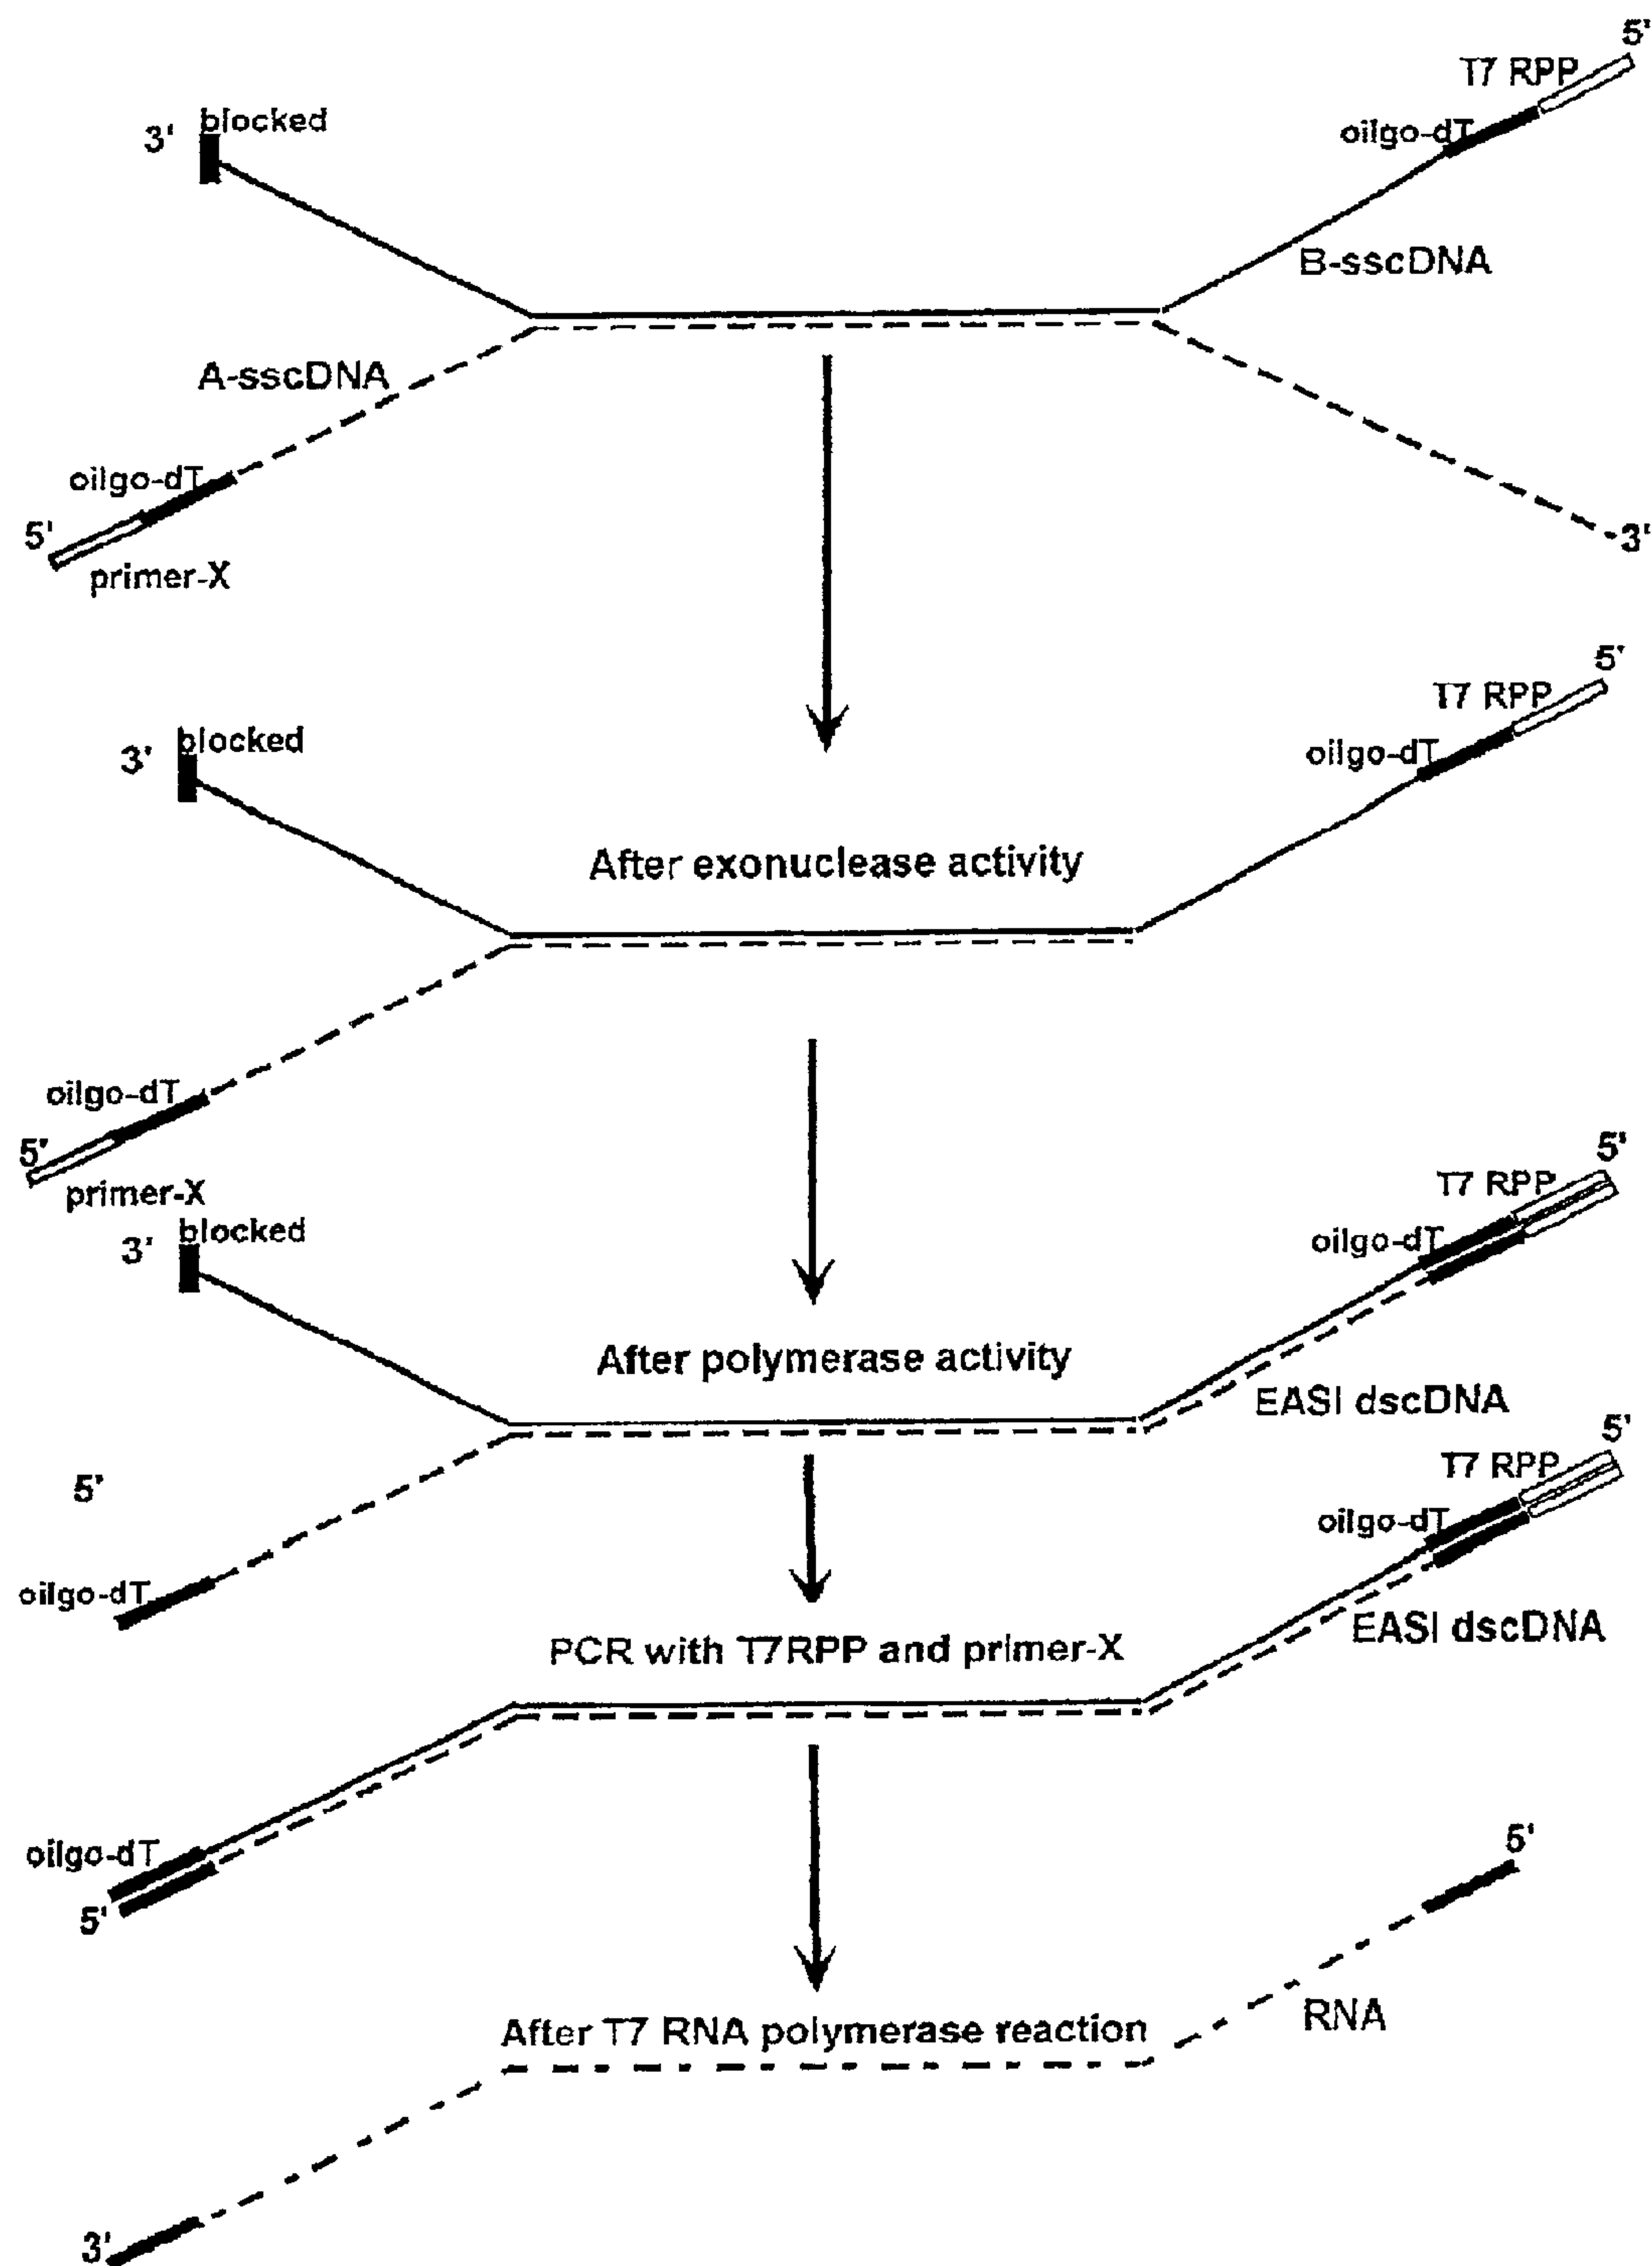 5'
T7 RPP
blocked
3'
oilgo-dT
B-sscDNA
A-sscDNA
oilgo-dT
5'
primer-X
3'
5'
T7 RPP
blocked
3'
oilgo-dT
After exonuclease activity
oilgo-dT
5'
primer-X
5'
T7 RPP
blocked
3'
oilgo-dT
After polymerase activity
EASI dscDNA
5'
5'
T7 RPP
oilgo-dT
oilgo-dT
PCR with T7RPP and primer-X
EASI dscDNA
oilgo-dT
5'
5'
After T7 RNA polymerase reaction
RNA
3'